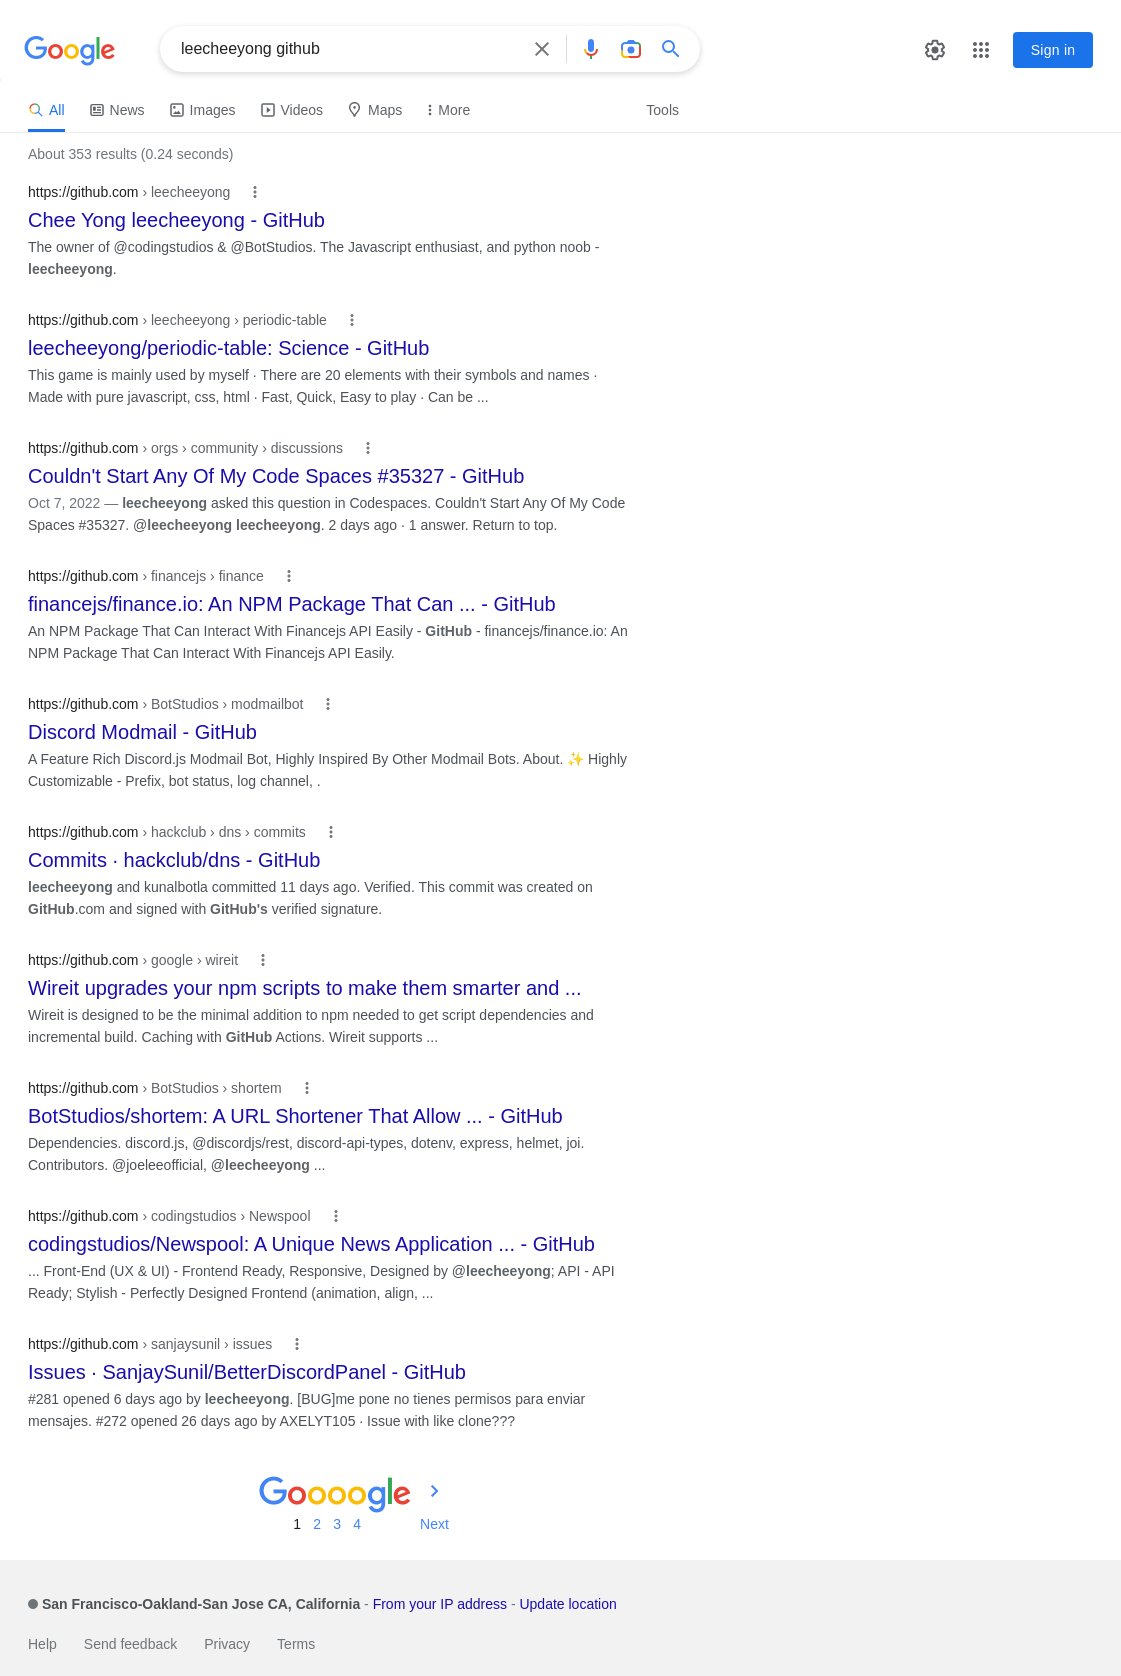 Google
leecheeyong github
Sign in
All News Images Videos Maps More Tools
About 353 results (0.24 seconds)
https://github.com › leecheeyong
Chee Yong leecheeyong - GitHub
The owner of @codingstudios & @BotStudios. The Javascript enthusiast, and python noob -
leecheeyong.
https://github.com › leecheeyong › periodic-table
leecheeyong/periodic-table: Science - GitHub
This game is mainly used by myself · There are 20 elements with their symbols and names ·
Made with pure javascript, css, html · Fast, Quick, Easy to play · Can be ...
https://github.com › orgs › community › discussions
Couldn't Start Any Of My Code Spaces #35327 - GitHub
Oct 7, 2022 — leecheeyong asked this question in Codespaces. Couldn't Start Any Of My Code
Spaces #35327. @leecheeyong leecheeyong. 2 days ago · 1 answer. Return to top.
https://github.com › financejs › finance
financejs/finance.io: An NPM Package That Can ... - GitHub
An NPM Package That Can Interact With Financejs API Easily - GitHub - financejs/finance.io: An
NPM Package That Can Interact With Financejs API Easily.
https://github.com › BotStudios › modmailbot
Discord Modmail - GitHub
A Feature Rich Discord.js Modmail Bot, Highly Inspired By Other Modmail Bots. About. ✨ Highly
Customizable - Prefix, bot status, log channel, .
https://github.com › hackclub › dns › commits
Commits · hackclub/dns - GitHub
leecheeyong and kunalbotla committed 11 days ago. Verified. This commit was created on
GitHub.com and signed with GitHub's verified signature.
https://github.com › google › wireit
Wireit upgrades your npm scripts to make them smarter and ...
Wireit is designed to be the minimal addition to npm needed to get script dependencies and
incremental build. Caching with GitHub Actions. Wireit supports ...
https://github.com › BotStudios › shortem
BotStudios/shortem: A URL Shortener That Allow ... - GitHub
Dependencies. discord.js, @discordjs/rest, discord-api-types, dotenv, express, helmet, joi.
Contributors. @joeleeofficial, @leecheeyong ...
https://github.com › codingstudios › Newspool
codingstudios/Newspool: A Unique News Application ... - GitHub
... Front-End (UX & UI) - Frontend Ready, Responsive, Designed by @leecheeyong; API - API
Ready; Stylish - Perfectly Designed Frontend (animation, align, ...
https://github.com › sanjaysunil › issues
Issues · SanjaySunil/BetterDiscordPanel - GitHub
#281 opened 6 days ago by leecheeyong. [BUG]me pone no tienes permisos para enviar
mensajes. #272 opened 26 days ago by AXELYT105 · Issue with like clone???
Goooogle
1 2 3 4 Next
San Francisco-Oakland-San Jose CA, California - From your IP address - Update location
Help Send feedback Privacy Terms